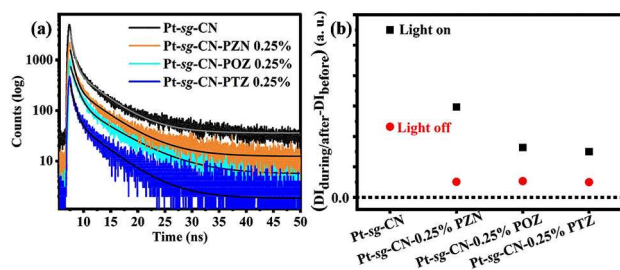 (a)
Pt-sg-CN
Pt-sg-CN-PZN 0.25%
Pt-sg-CN-POZ 0.25%
Pt-sg-CN-PTZ 0.25%
Counts (log)
1000
100
10
10 15 20 25 30 35 40 45 50
Time (ns)
(b)
(DIduring/after-DIbefore) (a. u.)
Light on
Light off
0.0
Pt-sg-CN
Pt-sg-CN-0.25% PZN
Pt-sg-CN-0.25% POZ
Pt-sg-CN-0.25% PTZ